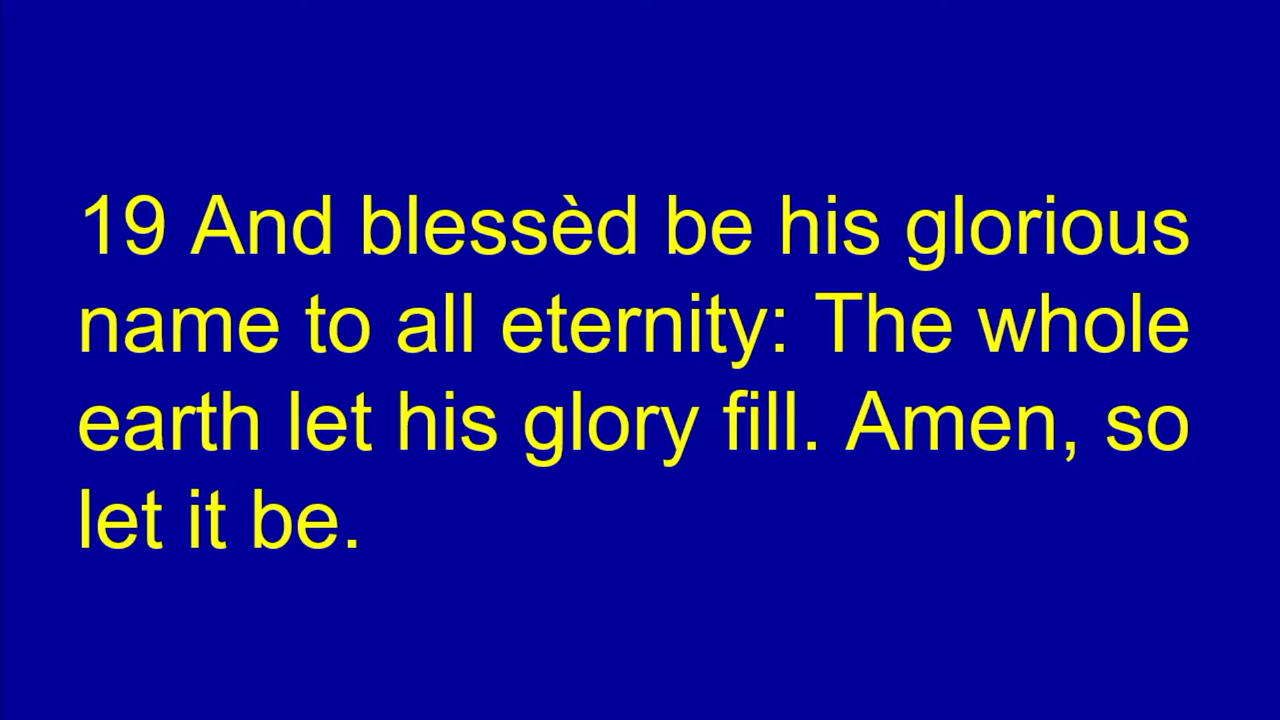 19 And blessèd be his glorious
name to all eternity: The whole
earth let his glory fill. Amen, so
let it be.